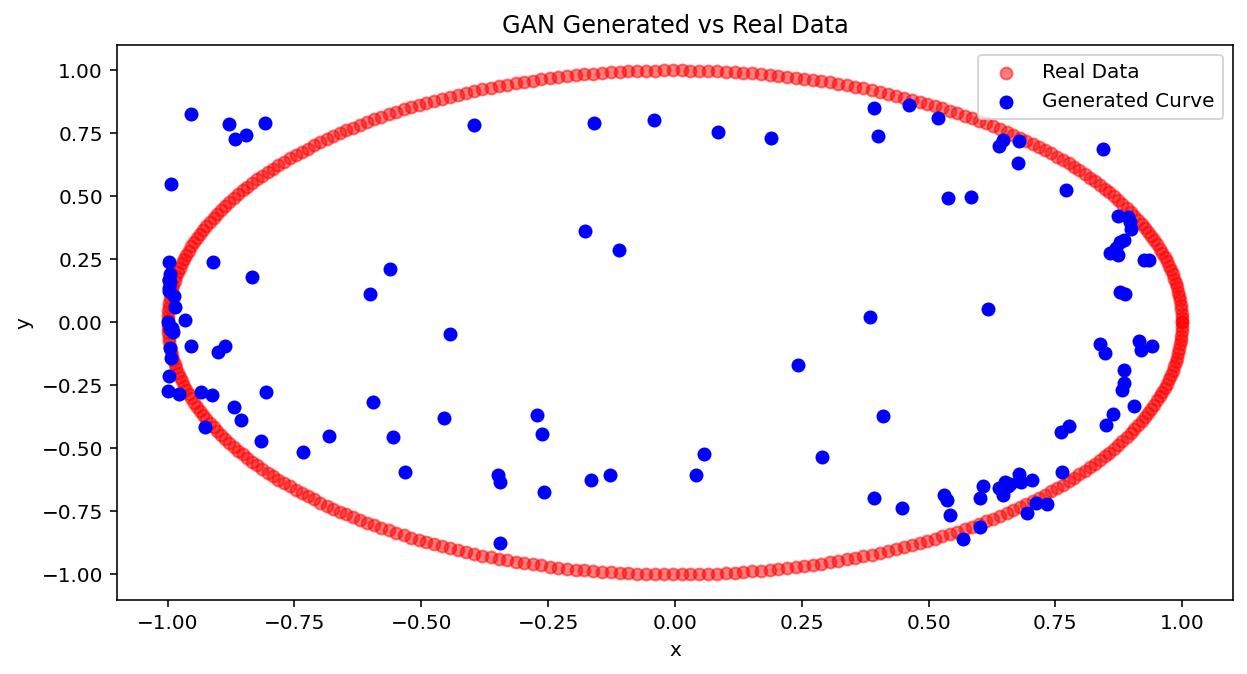 GAN Generated vs Real Data
Real Data
Generated Curve
1.00
0.75
0.50
0.25
0.00
−0.25
−0.50
−0.75
−1.00
y
−1.00 −0.75 −0.50 −0.25 0.00 0.25 0.50 0.75 1.00
x